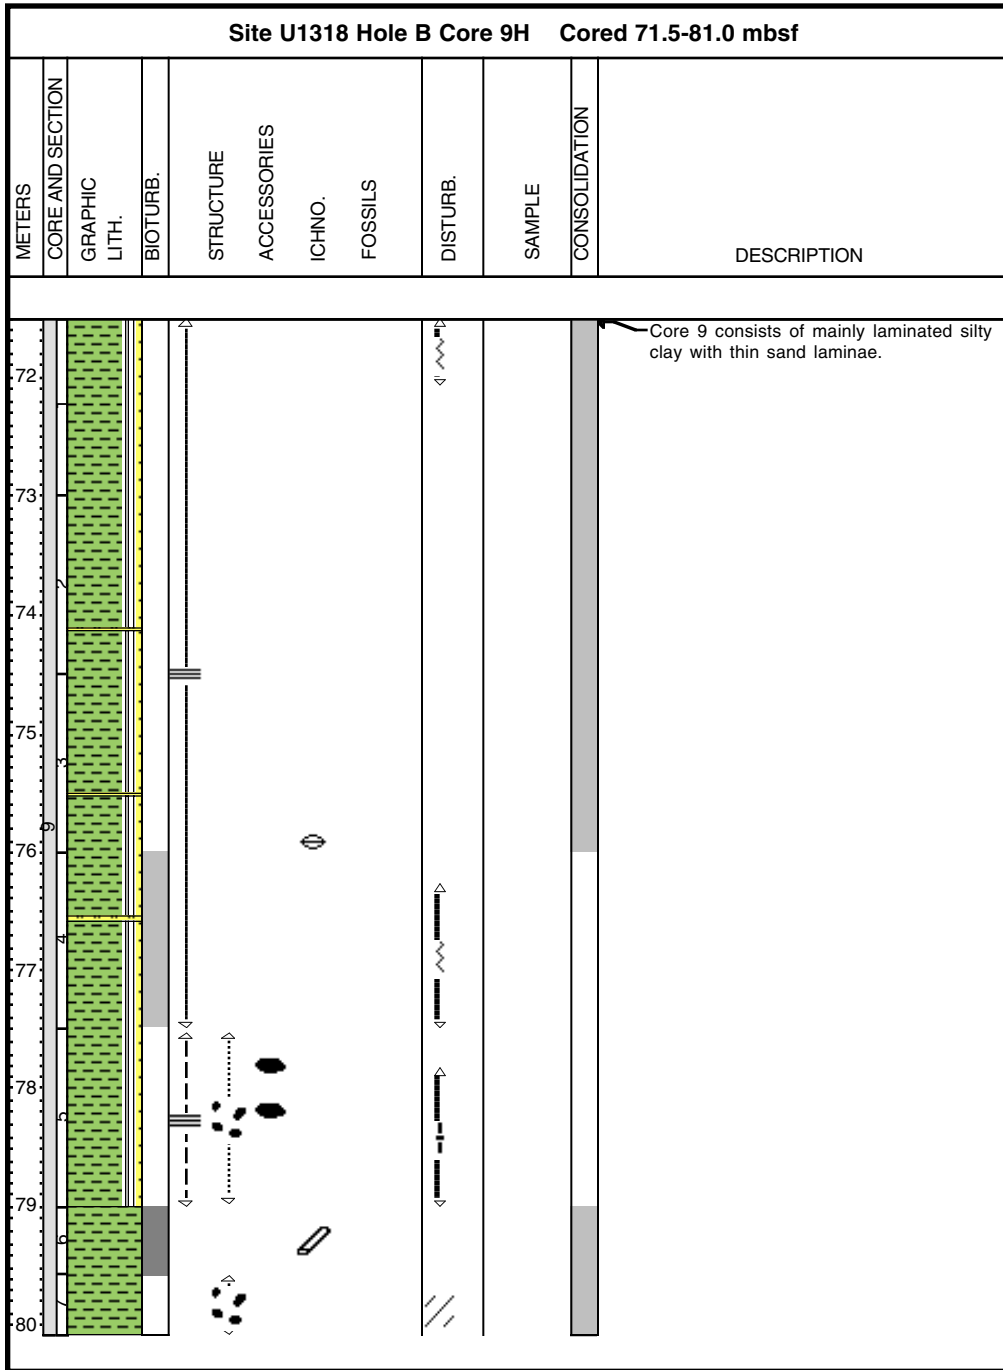 Site U1318 Hole B Core 9H Cored 71.5-81.0 mbsf
METERS
CORE AND SECTION
GRAPHIC
LITH.
BIOTURB.
STRUCTURE
ACCESSORIES
ICHNO.
FOSSILS
DISTURB.
SAMPLE
CONSOLIDATION
DESCRIPTION
Core 9 consists of mainly laminated silty
clay with thin sand laminae.
72
1
73
2
74
75
3
9
76
4
77
78
5
79
6
7
80